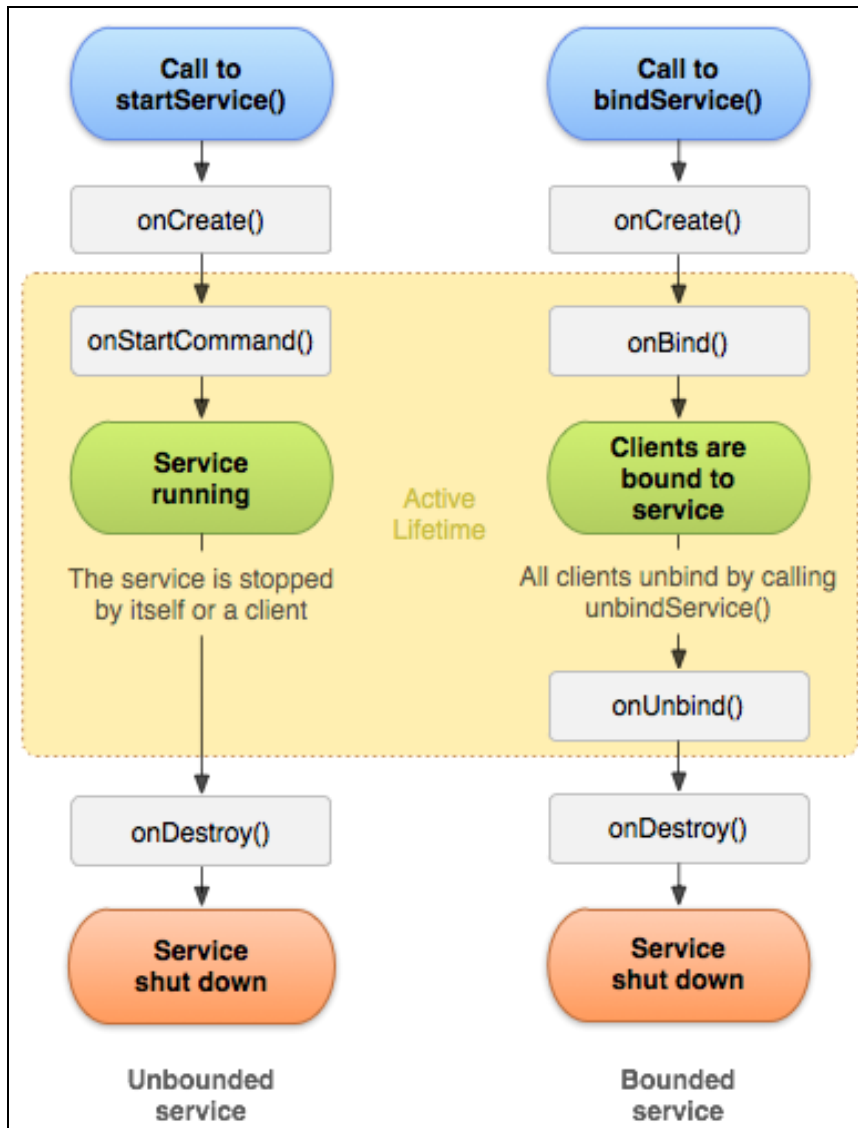 Call to
startService()
onCreate()
onStartCommand()
Service
running
The service is stopped
by itself or a client
onDestroy()
Service
shut down
Unbounded
service
Active
Lifetime
Call to
bindService()
onCreate()
onBind()
Clients are
bound to
service
All clients unbind by calling
unbindService()
onUnbind()
onDestroy()
Service
shut down
Bounded
service